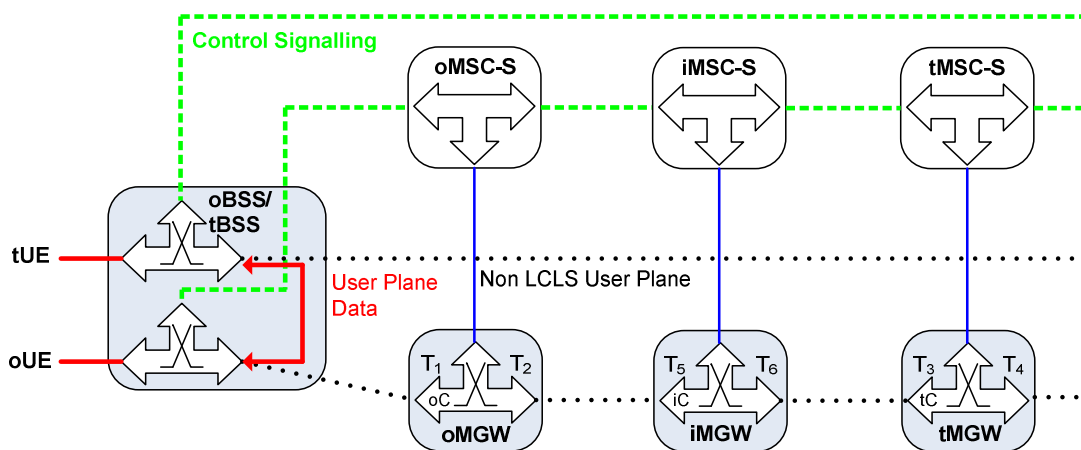 Control Signalling
oMSC-S
iMSC-S
tMSC-S
oBSS/
tBSS
tUE
User Plane
Data
Non LCLS User Plane
oUE
T1
T2
T5
T6
T3
T4
oC
iC
tC
oMGW
iMGW
tMGW